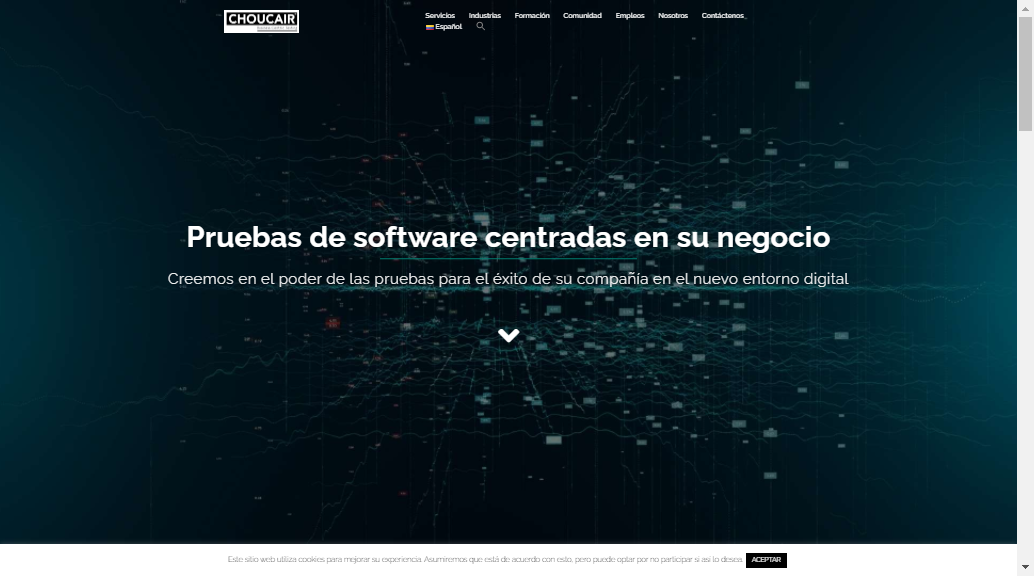 CHOUCAIR
Servicios Industrias Formación Comunidad Empleos Nosotros Contáctenos_
Español
Pruebas de software centradas en su negocio
Creemos en el poder de las pruebas para el éxito de su compañía en el nuevo entorno digital
Este sitio web utiliza cookies para mejorar su experiencia. Asumiremos que está de acuerdo con esto, pero puede optar por no participar si así lo desea. ACEPTAR